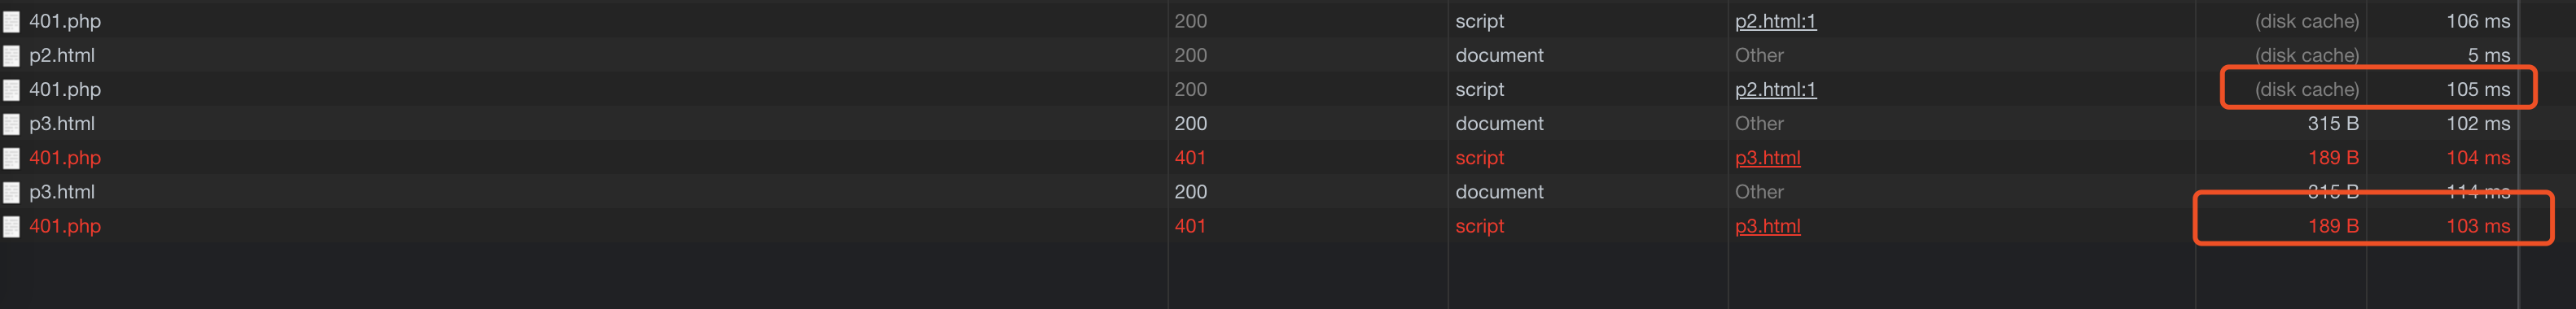 401.php 200 script p2.html:1 (disk cache) 106 ms
p2.html 200 document Other (disk cache) 5 ms
401.php 200 script p2.html:1 (disk cache) 105 ms
p3.html 200 document Other 315 B 102 ms
401.php 401 script p3.html 189 B 104 ms
p3.html 200 document Other 315 B 114 ms
401.php 401 script p3.html 189 B 103 ms